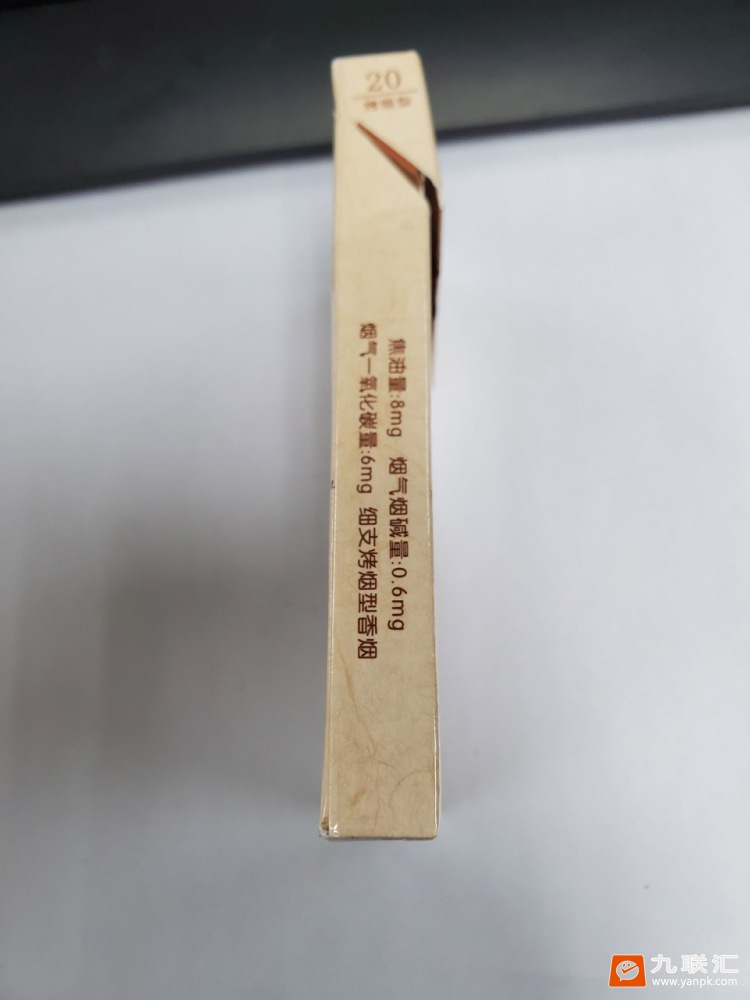 20
焦油量:8mg 烟气烟碱量:0.6mg
烟气一氧化碳量:6mg 细支烤烟型香烟
九联汇
www.yanpk.com